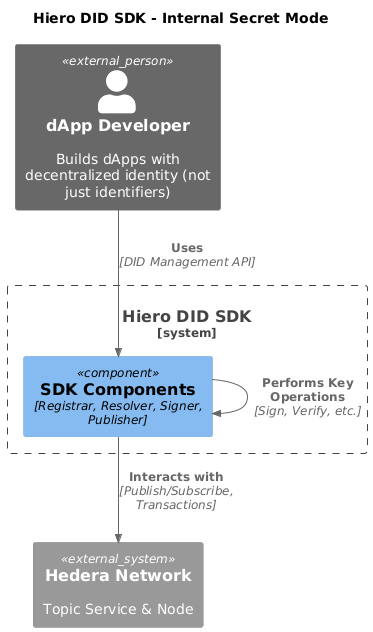 Hiero DID SDK - Internal Secret Mode
«external_person»
dApp Developer
Builds dApps with
decentralized identity (not
just identifiers)
Uses
[DID Management API]
Hiero DID SDK
[system]
«component»
SDK Components
[Registrar, Resolver, Signer,
Publisher]
Performs Key
Operations
[Sign, Verify, etc.]
Interacts with
[Publish/Subscribe,
Transactions]
«external_system»
Hedera Network
Topic Service & Node